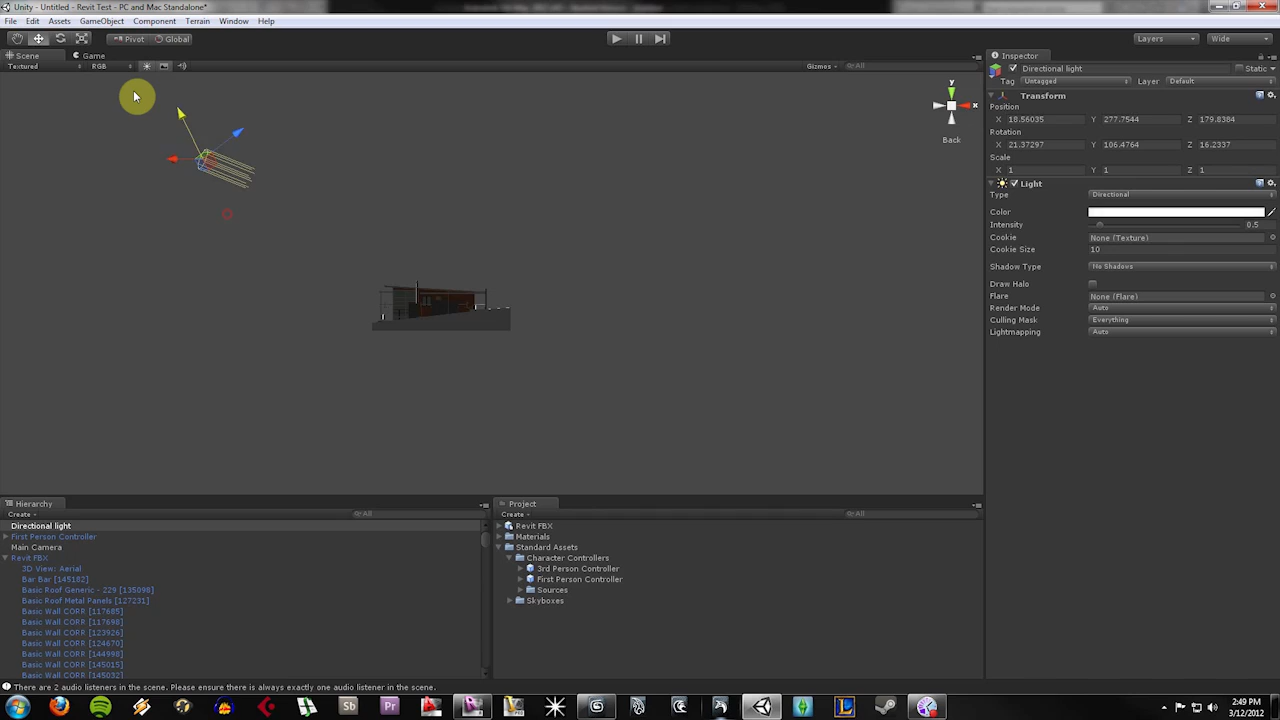 Unity - Untitled - Revit Test - PC and Mac Standalone*
File Edit Assets GameObject Component Terrain Window Help
Pivot Global Layers Wide
Scene Game
Textured RGB Gizmos All
y
x
Back
Inspector
Directional light Static
Tag Untagged Layer Default
Transform
Position
X 18.56035 Y 277.7544 Z 179.8384
Rotation
X 21.37297 Y 106.4764 Z 16.2337
Scale
X 1 Y 1 Z 1
Light
Type Directional
Color
Intensity 0.5
Cookie None (Texture)
Cookie Size 10
Shadow Type No Shadows
Draw Halo
Flare None (Flare)
Render Mode Auto
Culling Mask Everything
Lightmapping Auto
Hierarchy
Create All
Directional light
First Person Controller
Main Camera
Revit FBX
3D View: Aerial
Bar Bar [145182]
Basic Roof Generic - 229 [135098]
Basic Roof Metal Panels [127231]
Basic Wall CORR [117685]
Basic Wall CORR [117698]
Basic Wall CORR [123926]
Basic Wall CORR [124670]
Basic Wall CORR [144998]
Basic Wall CORR [145015]
Basic Wall CORR [145032]
Project
Create All
Revit FBX
Materials
Standard Assets
Character Controllers
3rd Person Controller
First Person Controller
Sources
Skyboxes
There are 2 audio listeners in the scene. Please ensure there is always exactly one audio listener in the scene.
Sb Pr
2:49 PM
3/12/2012